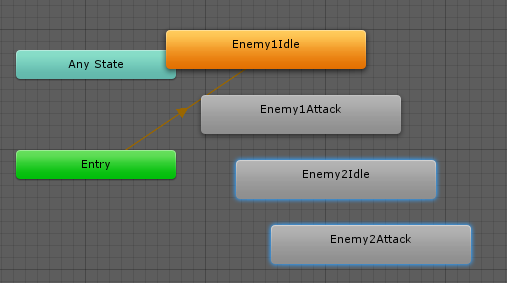 Enemy1Idle
Any State
Enemy1Attack
Entry
Enemy2Idle
Enemy2Attack